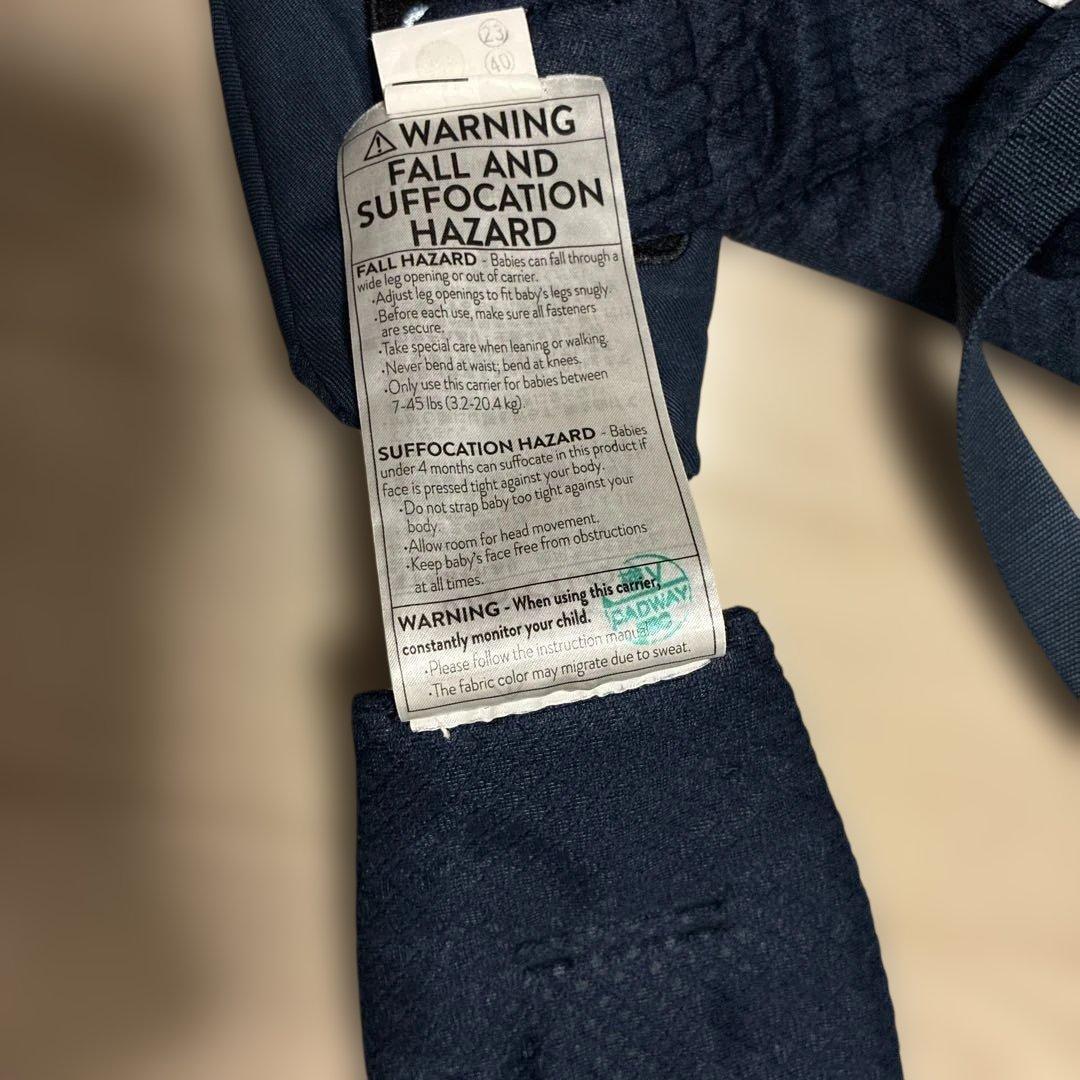 23
40
WARNING
FALL AND
SUFFOCATION
HAZARD
FALL HAZARD - Babies can fall through a
wide leg opening or out of carrier.
·Adjust leg openings to fit baby's legs snugly.
·Before each use, make sure all fasteners
are secure.
·Take special care when leaning or walking.
·Never bend at waist; bend at knees.
·Only use this carrier for babies between
7-45 lbs (3.2-20.4 kg).
SUFFOCATION HAZARD - Babies
under 4 months can suffocate in this product if
face is pressed tight against your body.
·Do not strap baby too tight against your
body.
·Allow room for head movement.
·Keep baby's face free from obstructions
at all times.
WARNING - When using this carrier,
constantly monitor your child.
·Please follow the instruction manual.
·The fabric color may migrate due to sweat.
PADWAY